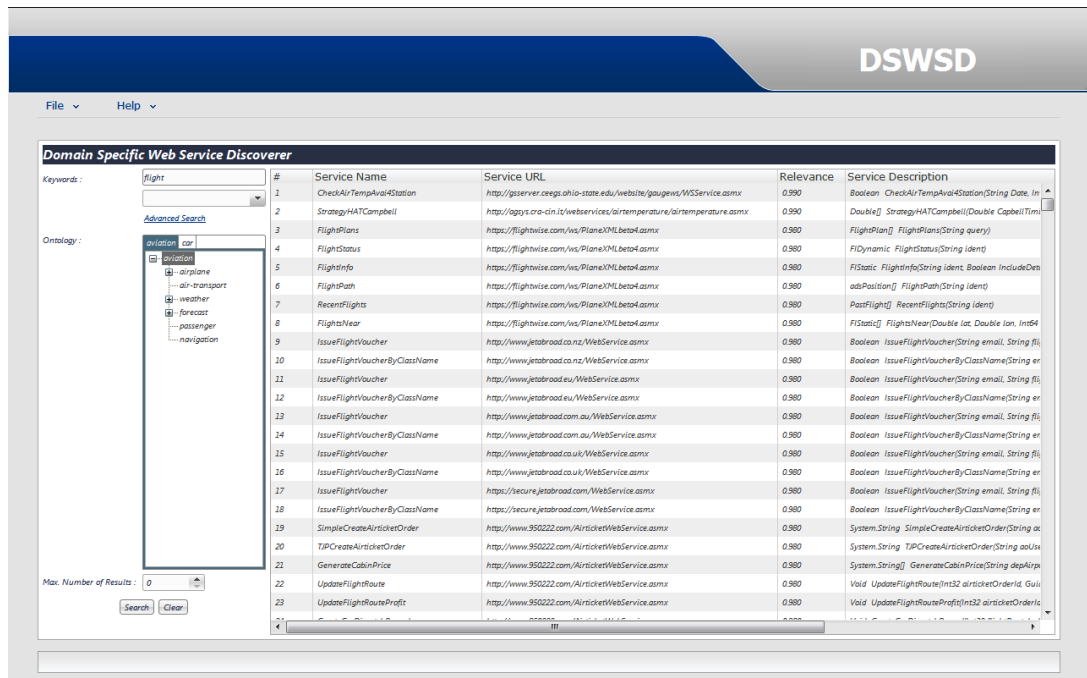 DSWSD
File Help
Domain Specific Web Service Discoverer
Keywords : flight
Advanced Search
Ontology :
aviation car
aviation
airplane
air-transport
weather
forecast
passenger
navigation
Max. Number of Results : 0
Search Clear
# Service Name Service URL Relevance Service Description
1 CheckAirTempAval4Station http://gsserver.ceegs.ohio-state.edu/website/gaugews/WSService.asmx 0.990 Boolean CheckAirTempAval4Station(String Date, In
2 StrategyHATCampbell http://agsys.cra-cin.it/webservices/airtemperature/airtemperature.asmx 0.990 Double[] StrategyHATCampbell(Double CapbellTim
3 FlightPlans https://flightwise.com/ws/PlaneXMLbeta4.asmx 0.980 FlightPlan[] FlightPlans(String query)
4 FlightStatus https://flightwise.com/ws/PlaneXMLbeta4.asmx 0.980 FIDynamic FlightStatus(String ident)
5 FlightInfo https://flightwise.com/ws/PlaneXMLbeta4.asmx 0.980 FIStatic FlightInfo(String ident, Boolean IncludeDet
6 FlightPath https://flightwise.com/ws/PlaneXMLbeta4.asmx 0.980 adsPosition[] FlightPath(String ident)
7 RecentFlights https://flightwise.com/ws/PlaneXMLbeta4.asmx 0.980 PastFlight[] RecentFlights(String ident)
8 FlightsNear https://flightwise.com/ws/PlaneXMLbeta4.asmx 0.980 FIStatic[] FlightsNear(Double lat, Double lon, Int64
9 IssueFlightVoucher http://www.jetabroad.co.nz/WebService.asmx 0.980 Boolean IssueFlightVoucher(String email, String fli
10 IssueFlightVoucherByClassName http://www.jetabroad.co.nz/WebService.asmx 0.980 Boolean IssueFlightVoucherByClassName(String em
11 IssueFlightVoucher http://www.jetabroad.eu/WebService.asmx 0.980 Boolean IssueFlightVoucher(String email, String fli
12 IssueFlightVoucherByClassName http://www.jetabroad.eu/WebService.asmx 0.980 Boolean IssueFlightVoucherByClassName(String em
13 IssueFlightVoucher http://www.jetabroad.com.au/WebService.asmx 0.980 Boolean IssueFlightVoucher(String email, String fli
14 IssueFlightVoucherByClassName http://www.jetabroad.com.au/WebService.asmx 0.980 Boolean IssueFlightVoucherByClassName(String em
15 IssueFlightVoucher http://www.jetabroad.co.uk/WebService.asmx 0.980 Boolean IssueFlightVoucher(String email, String fli
16 IssueFlightVoucherByClassName http://www.jetabroad.co.uk/WebService.asmx 0.980 Boolean IssueFlightVoucherByClassName(String em
17 IssueFlightVoucher https://secure.jetabroad.com/WebService.asmx 0.980 Boolean IssueFlightVoucher(String email, String fli
18 IssueFlightVoucherByClassName https://secure.jetabroad.com/WebService.asmx 0.980 Boolean IssueFlightVoucherByClassName(String em
19 SimpleCreateAirticketOrder http://www.950222.com/AirticketWebService.asmx 0.980 System.String SimpleCreateAirticketOrder(String ao
20 TJPCreateAirticketOrder http://www.950222.com/AirticketWebService.asmx 0.980 System.String TJPCreateAirticketOrder(String aoUse
21 GenerateCabinPrice http://www.950222.com/AirticketWebService.asmx 0.980 System.String[] GenerateCabinPrice(String depAirp
22 UpdateFlightRoute http://www.950222.com/AirticketWebService.asmx 0.980 Void UpdateFlightRoute(Int32 airticketOrderId, Gui
23 UpdateFlightRouteProfit http://www.950222.com/AirticketWebService.asmx 0.980 Void UpdateFlightRouteProfit(Int32 airticketOrderId